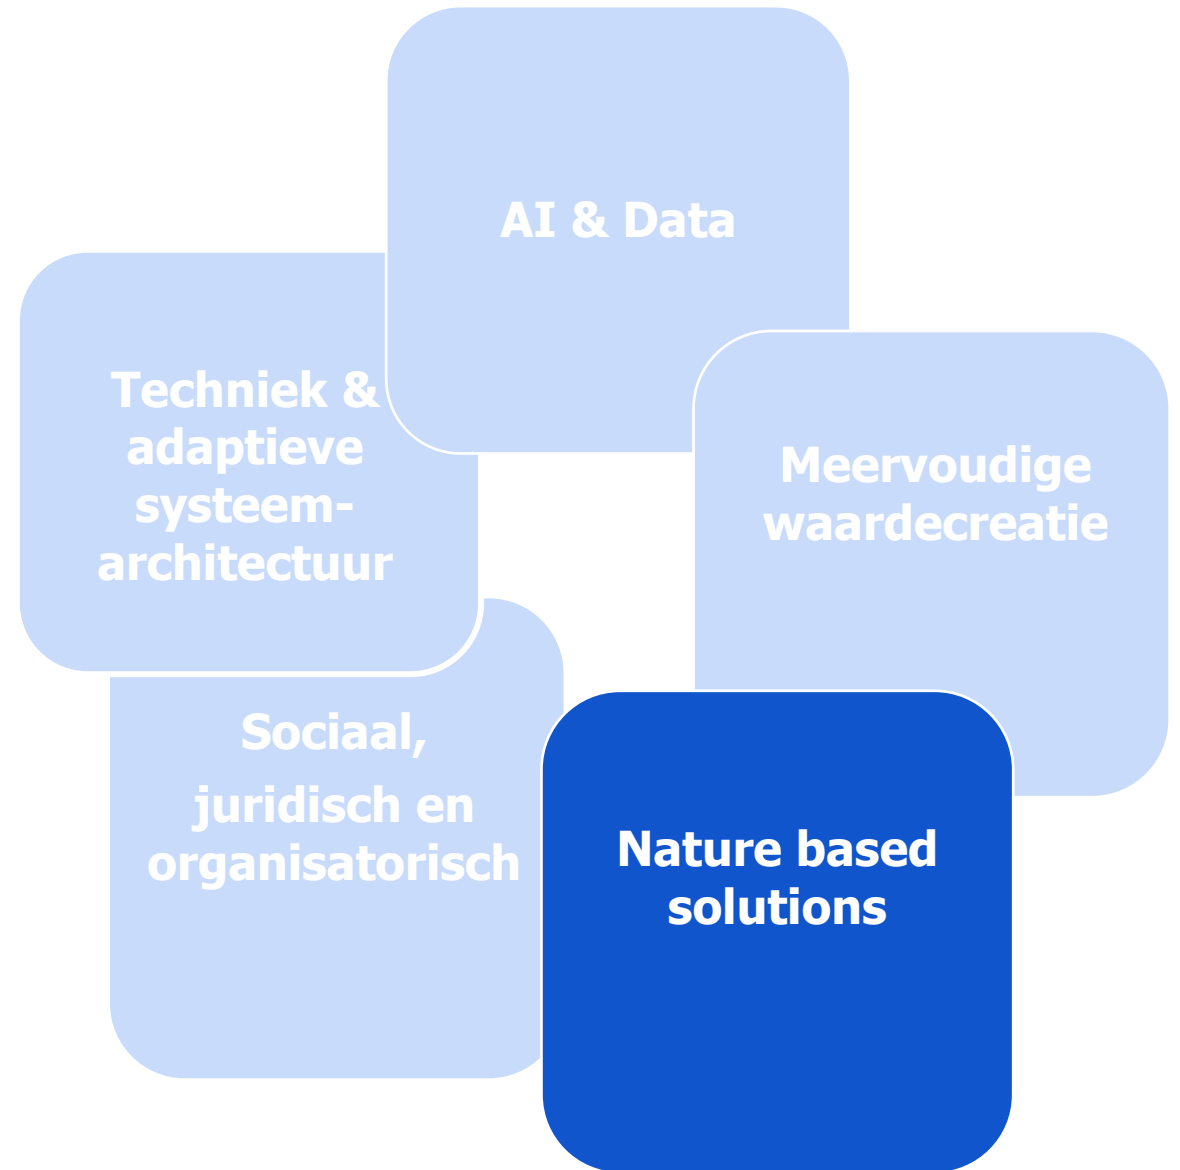 AI & Data
Techniek &
adaptieve
systeem-
architectuur
Meervoudige
waardecreatie
Sociaal,
juridisch en
organisatorisch
Nature based
solutions